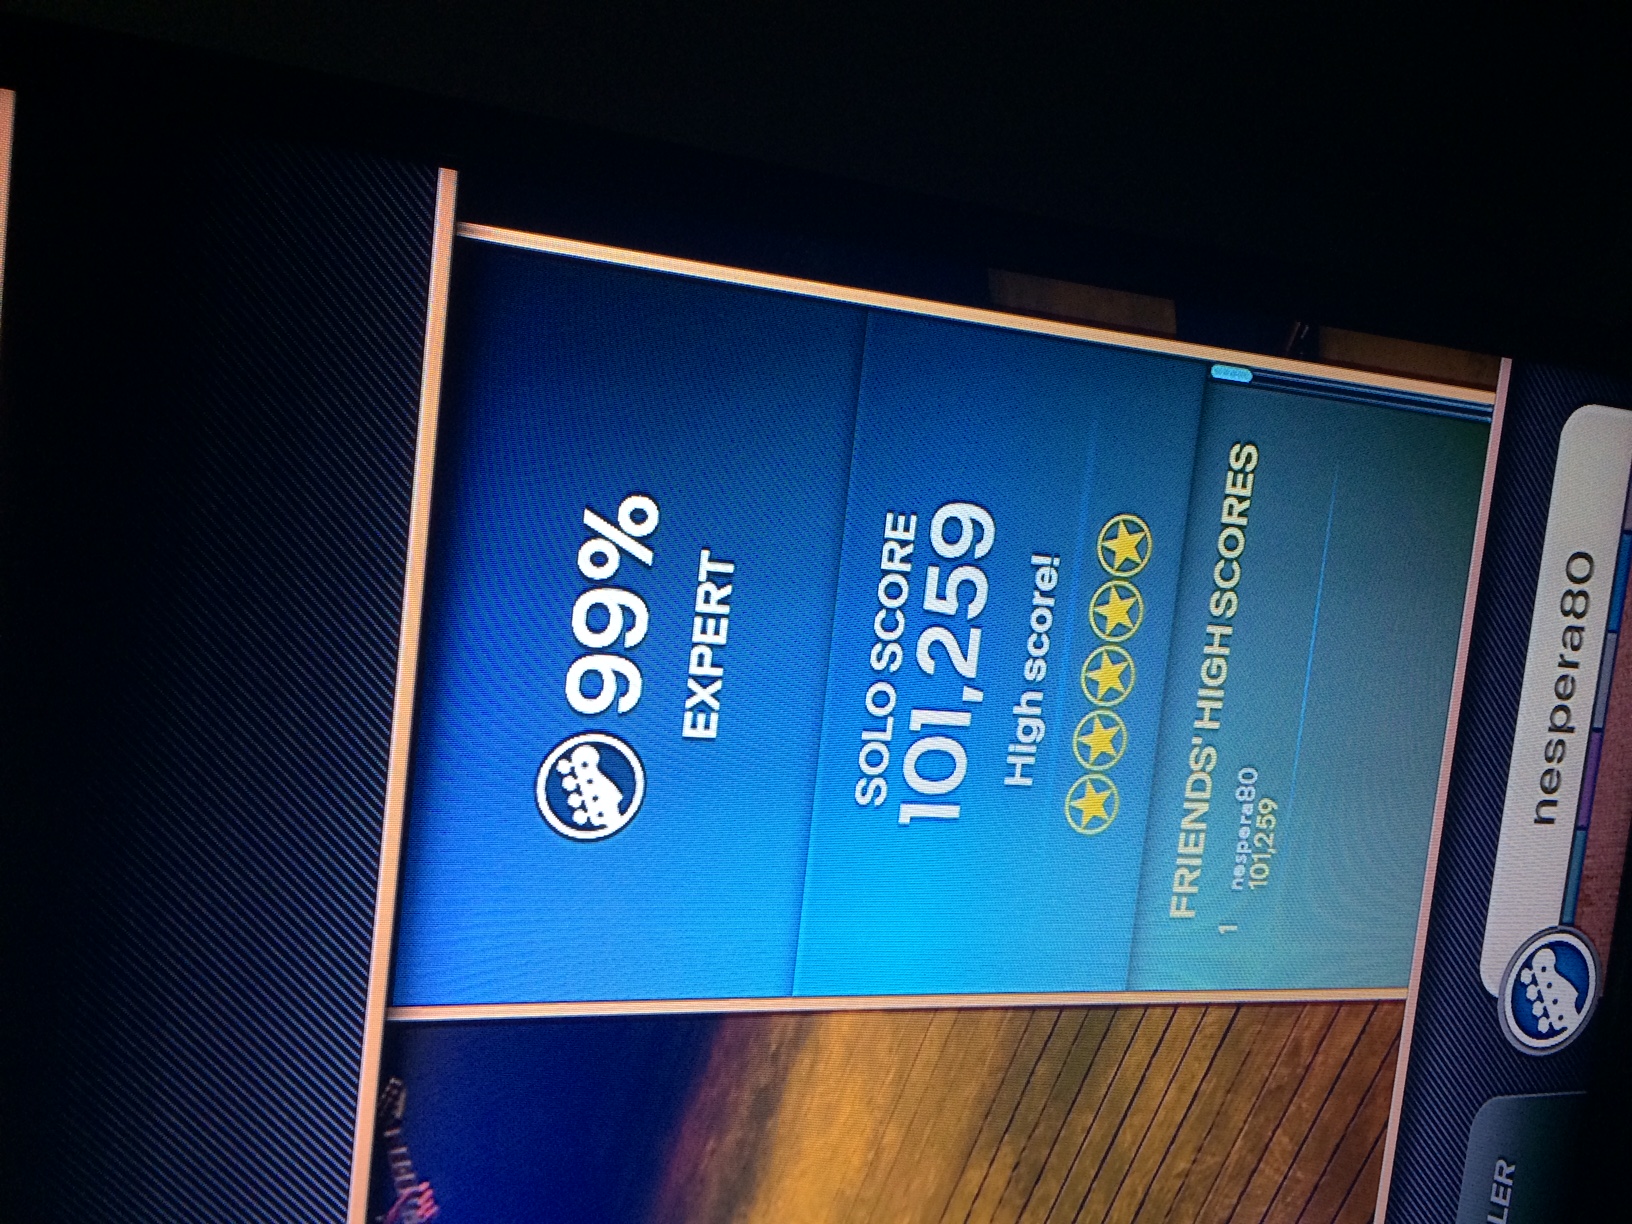 99%
EXPERT
SOLO SCORE
101,259
High score!
FRIENDS' HIGH SCORES
1 nespera80
101,259
LER
nespera80